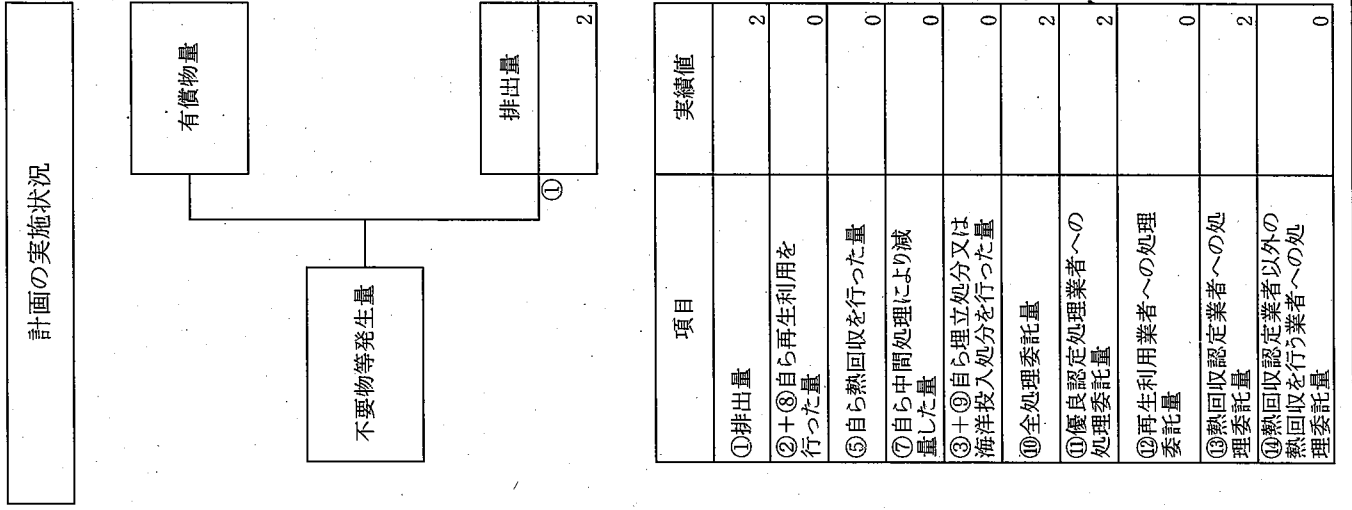 計画の実施状況
有償物量
不要物等発生量
排出量
①
2
項目
実績値
①排出量
2
②+⑧自ら再生利用を
行った量
0
⑤自ら熱回収を行った量
0
⑦自ら中間処理により減
量した量
0
③+⑨自ら埋立処分又は
海洋投入処分を行った量
0
⑩全処理委託量
2
⑪優良認定処理業者への
処理委託量
2
⑫再生利用業者への処理
委託量
0
⑬熱回収認定業者への処
理委託量
2
⑭熱回収認定業者以外の
熱回収を行う業者への処
理委託量
0